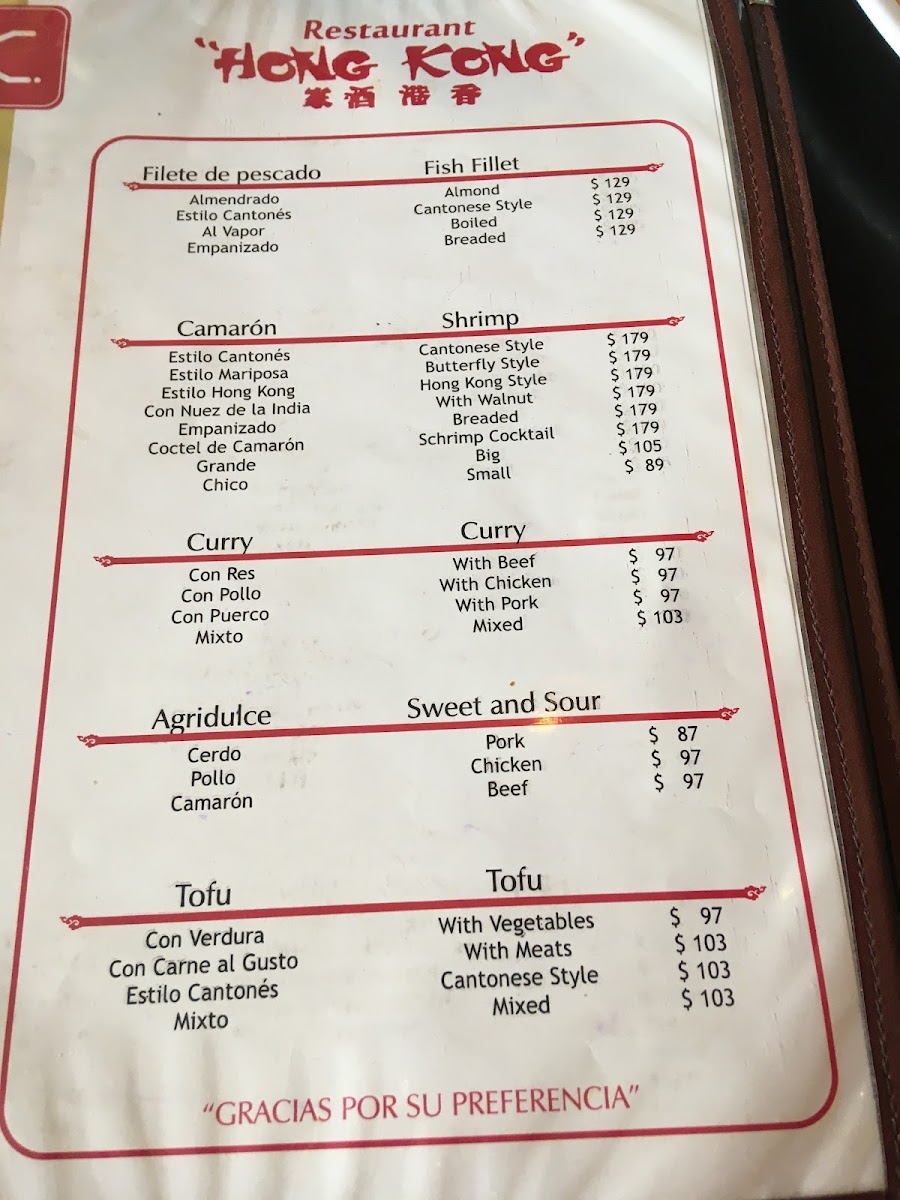 C.
Restaurant
"HONG KONG"
家酒港香
Filete de pescado Fish Fillet
Almendrado Almond $ 129
Estilo Cantonés Cantonese Style $ 129
Al Vapor Boiled $ 129
Empanizado Breaded $ 129
Camarón Shrimp
Estilo Cantonés Cantonese Style $ 179
Estilo Mariposa Butterfly Style $ 179
Estilo Hong Kong Hong Kong Style $ 179
Con Nuez de la India With Walnut $ 179
Empanizado Breaded $ 179
Coctel de Camarón Schrimp Cocktail $ 179
Grande Big $ 105
Chico Small $ 89
Curry Curry
Con Res With Beef $ 97
Con Pollo With Chicken $ 97
Con Puerco With Pork $ 97
Mixto Mixed $ 103
Agridulce Sweet and Sour
Cerdo Pork $ 87
Pollo Chicken $ 97
Camarón Beef $ 97
Tofu Tofu
Con Verdura With Vegetables $ 97
Con Carne al Gusto With Meats $ 103
Estilo Cantonés Cantonese Style $ 103
Mixto Mixed $ 103
"GRACIAS POR SU PREFERENCIA"